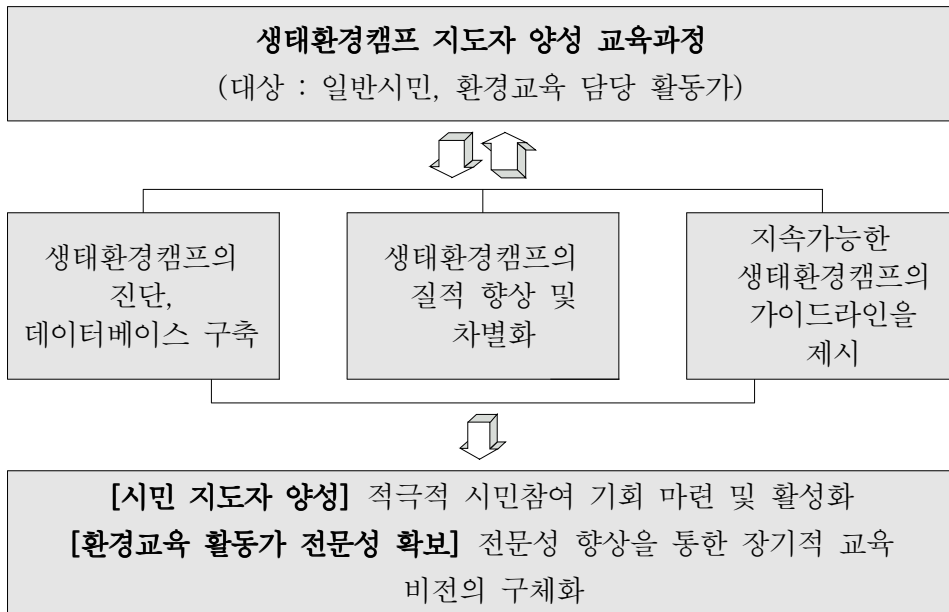 생태환경캠프 지도자 양성 교육과정
(대상 : 일반시민, 환경교육 담당 활동가)
생태환경캠프의
진단,
데이터베이스 구축
생태환경캠프의
질적 향상 및
차별화
지속가능한
생태환경캠프의
가이드라인을
제시
[시민 지도자 양성] 적극적 시민참여 기회 마련 및 활성화
[환경교육 활동가 전문성 확보] 전문성 향상을 통한 장기적 교육
비전의 구체화